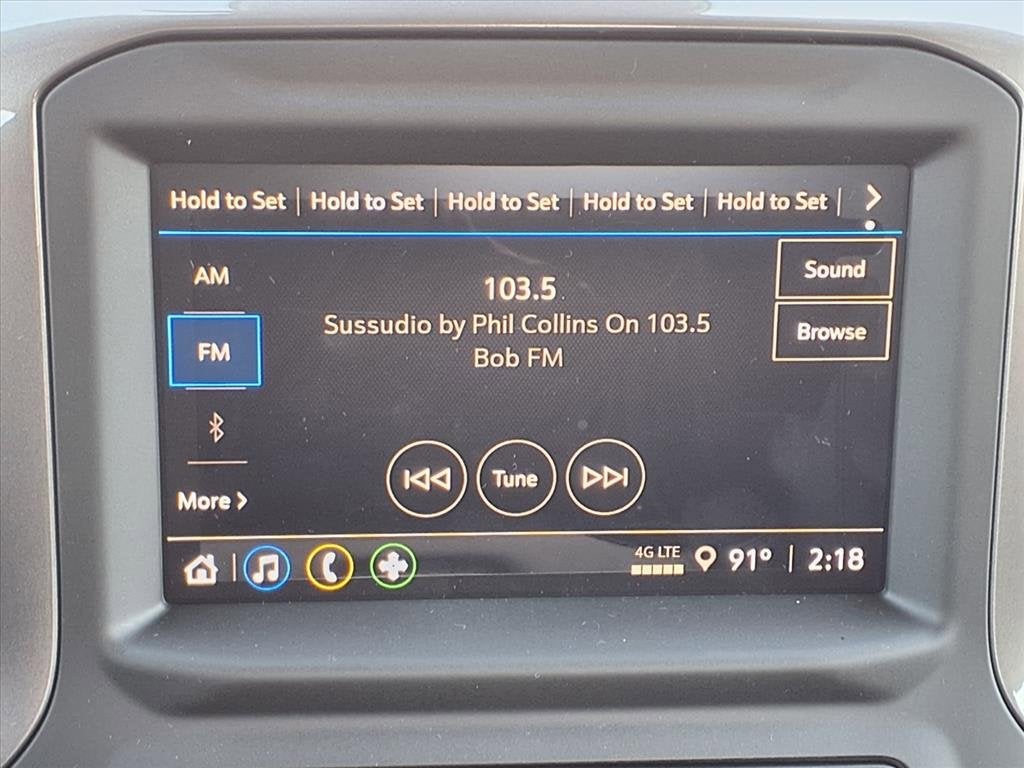 Hold to Set | Hold to Set | Hold to Set | Hold to Set | Hold to Set |
AM
103.5
Sound
Sussudio by Phil Collins On 103.5
Bob FM
Browse
FM
Tune
More
4G LTE
91° | 2:18